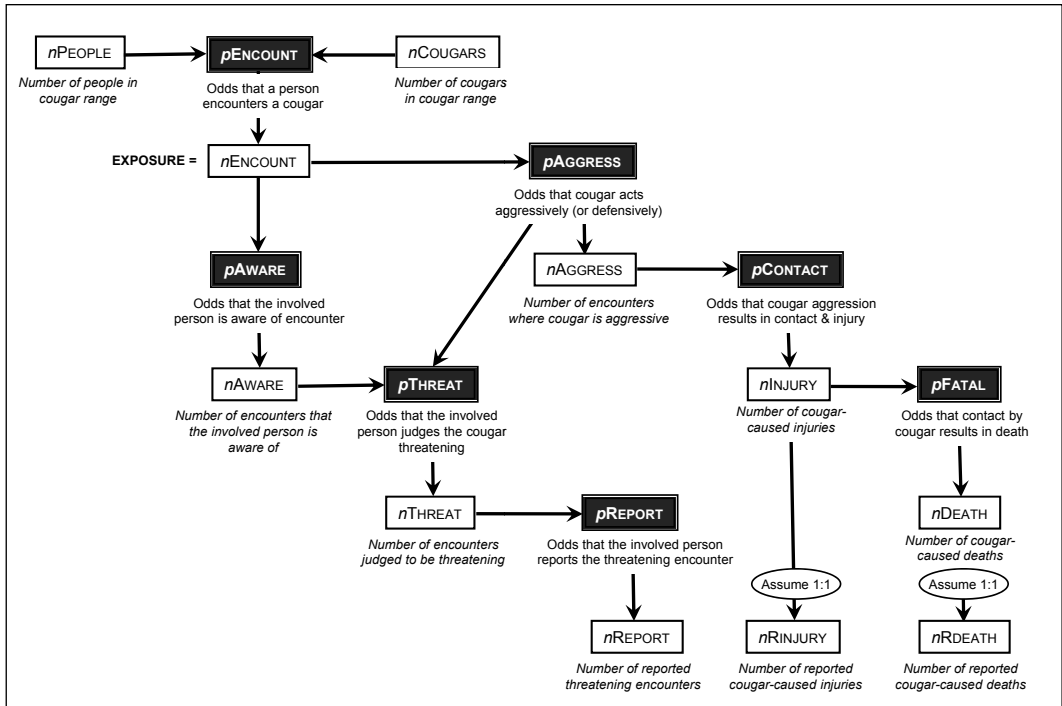 nPEOPLE
pENCOUNT
nCOUGARS
Number of people in
cougar range
Odds that a person
encounters a cougar
Number of cougars
in cougar range
EXPOSURE =
nENCOUNT
pAGGRESS
Odds that cougar acts
aggressively (or defensively)
pAWARE
nAGGRESS
pCONTACT
Odds that the involved
person is aware of encounter
Number of encounters
where cougar is aggressive
Odds that cougar aggression
results in contact & injury
nAWARE
pTHREAT
nINJURY
pFATAL
Number of encounters that
the involved person is
aware of
Odds that the involved
person judges the cougar
threatening
Number of cougar-
caused injuries
Odds that contact by
cougar results in death
nTHREAT
pREPORT
nDEATH
Number of encounters
judged to be threatening
Odds that the involved person
reports the threatening encounter
Number of cougar-
caused deaths
Assume 1:1
Assume 1:1
nREPORT
nRINJURY
nRDEATH
Number of reported
threatening encounters
Number of reported
cougar-caused injuries
Number of reported
cougar-caused deaths